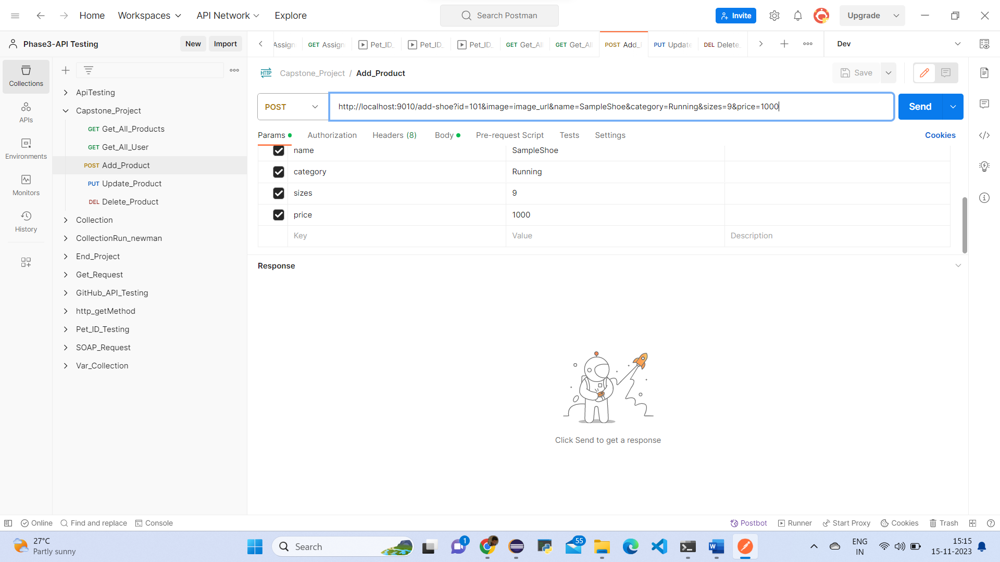 Home Workspaces API Network Explore Search Postman Invite Upgrade
Phase3-API Testing New Import
Assign GET Assign Pet_ID_ Pet_ID_ Pet_ID_ GET Get_All GET Get_All POST Add_ PUT Update DEL Delete_ Dev
Capstone_Project / Add_Product Save
POST http://localhost:9010/add-shoe?id=101&image=image_url&name=SampleShoe&category=Running&sizes=9&price=1000 Send
Params Authorization Headers (8) Body Pre-request Script Tests Settings Cookies
name SampleShoe
category Running
sizes 9
price 1000
Key Value Description
Response
Click Send to get a response
Collections
APIs
Environments
Monitors
History
ApiTesting
Capstone_Project
GET Get_All_Products
GET Get_All_User
POST Add_Product
PUT Update_Product
DEL Delete_Product
Collection
CollectionRun_newman
End_Project
Get_Request
GitHub_API_Testing
http_getMethod
Pet_ID_Testing
SOAP_Request
Var_Collection
Online Find and replace Console Postbot Runner Start Proxy Cookies Trash
27°C
Partly sunny
Search
1
55
ENG
IN
15:15
15-11-2023